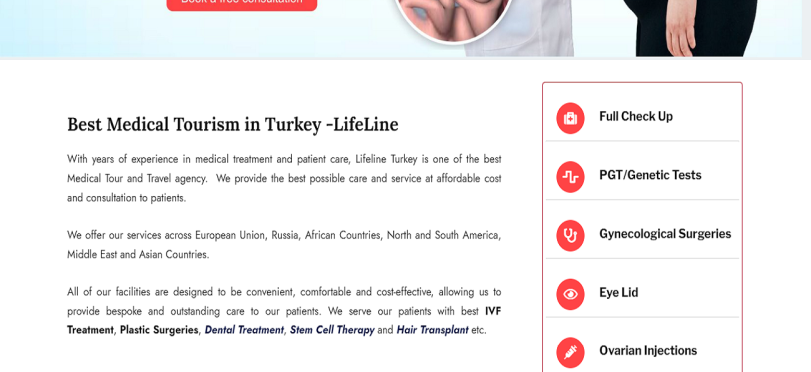 Book a free consultation
Best Medical Tourism in Turkey -LifeLine
With years of experience in medical treatment and patient care, Lifeline Turkey is one of the best
Medical Tour and Travel agency. We provide the best possible care and service at affordable cost
and consultation to patients.
We offer our services across European Union, Russia, African Countries, North and South America,
Middle East and Asian Countries.
All of our facilities are designed to be convenient, comfortable and cost-effective, allowing us to
provide bespoke and outstanding care to our patients. We serve our patients with best IVF
Treatment, Plastic Surgeries, Dental Treatment, Stem Cell Therapy and Hair Transplant etc.
Full Check Up
PGT/Genetic Tests
Gynecological Surgeries
Eye Lid
Ovarian Injections